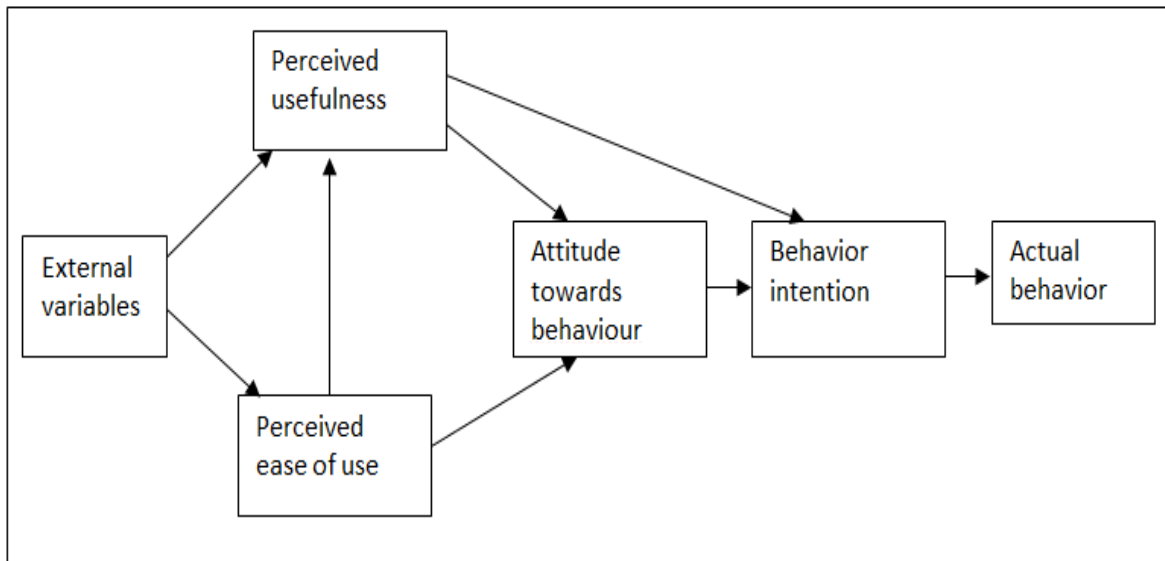 Perceived
usefulness
External
variables
Perceived
ease of use
Attitude
towards
behaviour
Behavior
intention
Actual
behavior